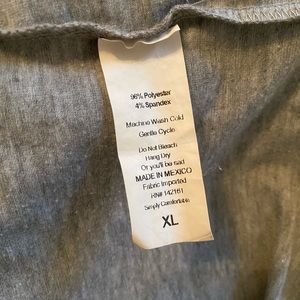 96% Polyester
4% Spandex
Machine Wash Cold
Gentle Cycle
Do Not Bleach
Hang Dry
Or you'll be sad
MADE IN MEXICO
Fabric Imported
RN# 142161
Simply Comfortable
XL